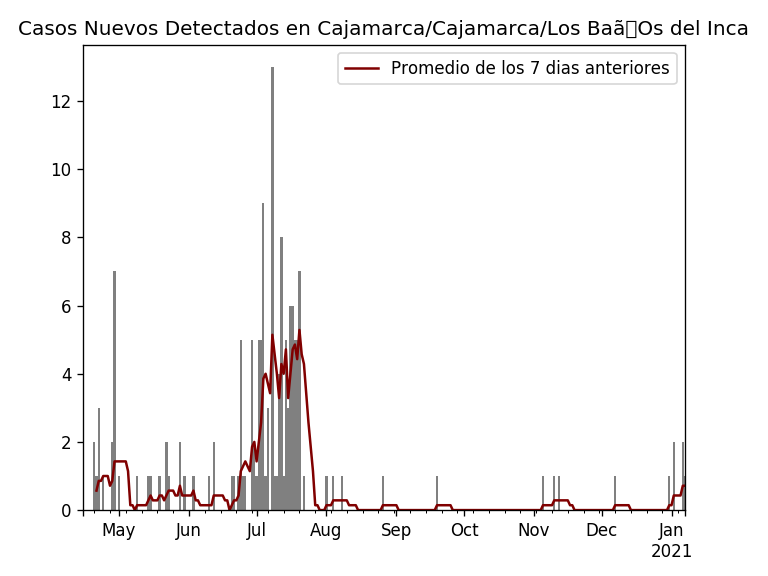 Casos Nuevos Detectados en Cajamarca/Cajamarca/Los Baã▯Os del Inca
Promedio de los 7 dias anteriores
12
10
8
6
4
2
0
May Jun Jul Aug Sep Oct Nov Dec Jan
2021